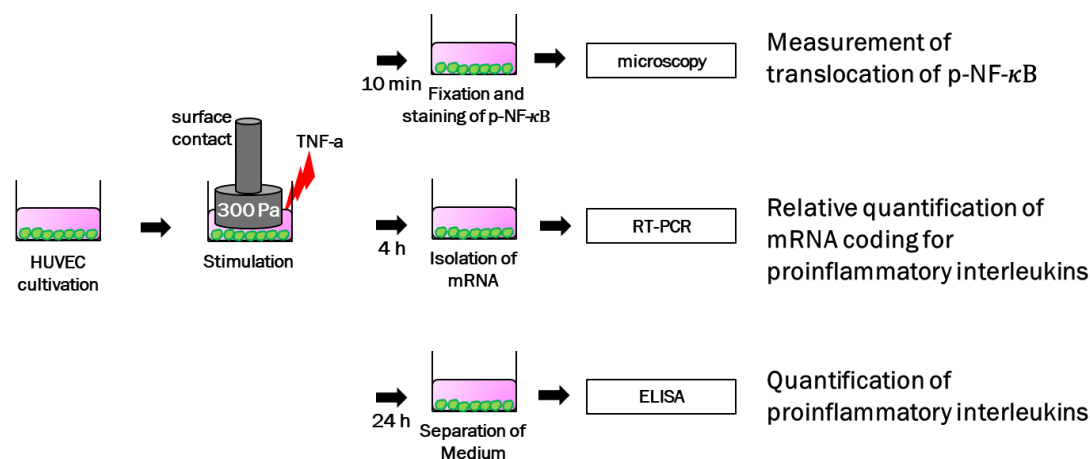 HUVEC
cultivation
surface
contact
TNF-a
300 Pa
Stimulation
10 min
Fixation and
staining of p-NF-κB
microscopy
Measurement of
translocation of p-NF-κB
4 h
Isolation of
mRNA
RT-PCR
Relative quantification of
mRNA coding for
proinflammatory interleukins
24 h
Separation of
Medium
ELISA
Quantification of
proinflammatory interleukins